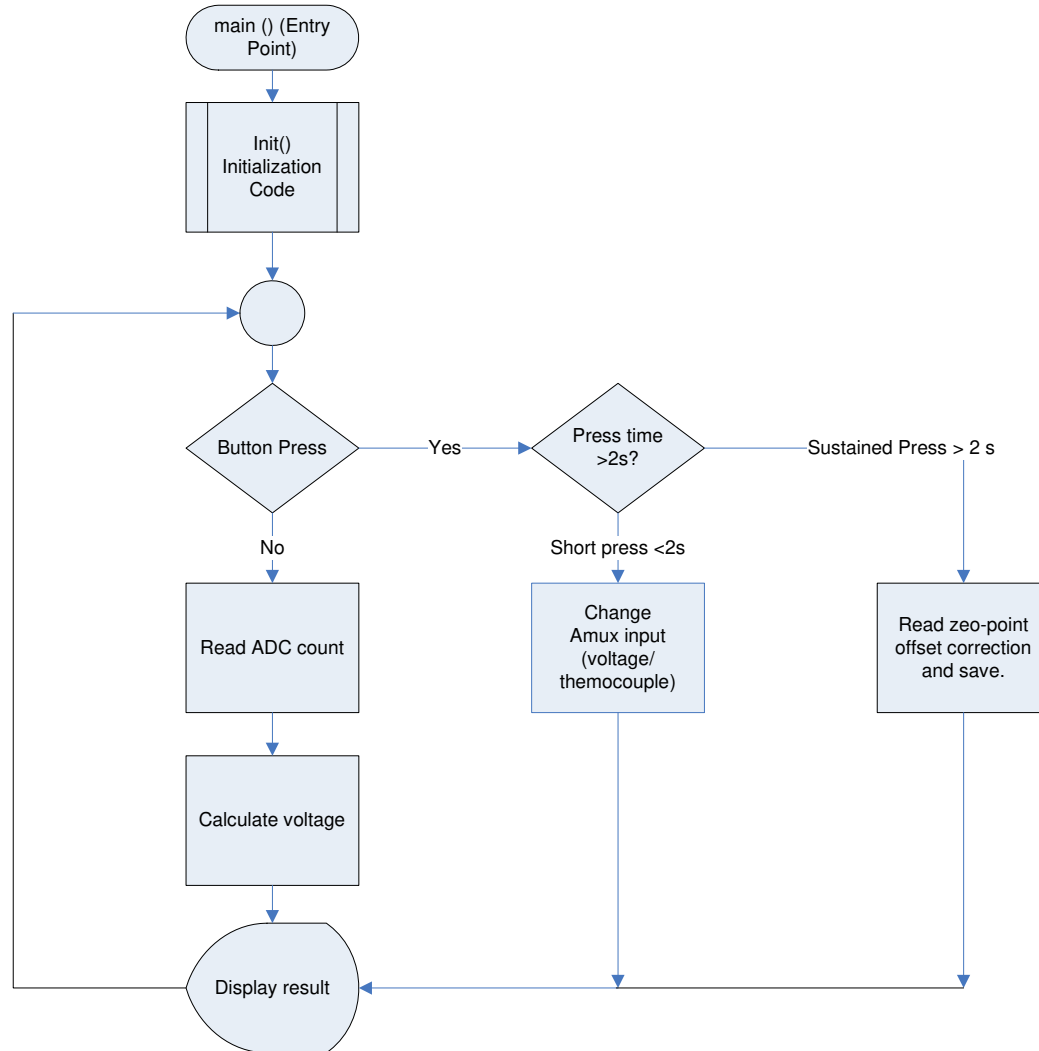 main () (Entry
Point)
Init()
Initialization
Code
Button Press
Yes
Press time
>2s?
Sustained Press > 2 s
No
Short press <2s
Read ADC count
Change
Amux input
(voltage/
themocouple)
Read zeo-point
offset correction
and save.
Calculate voltage
Display result